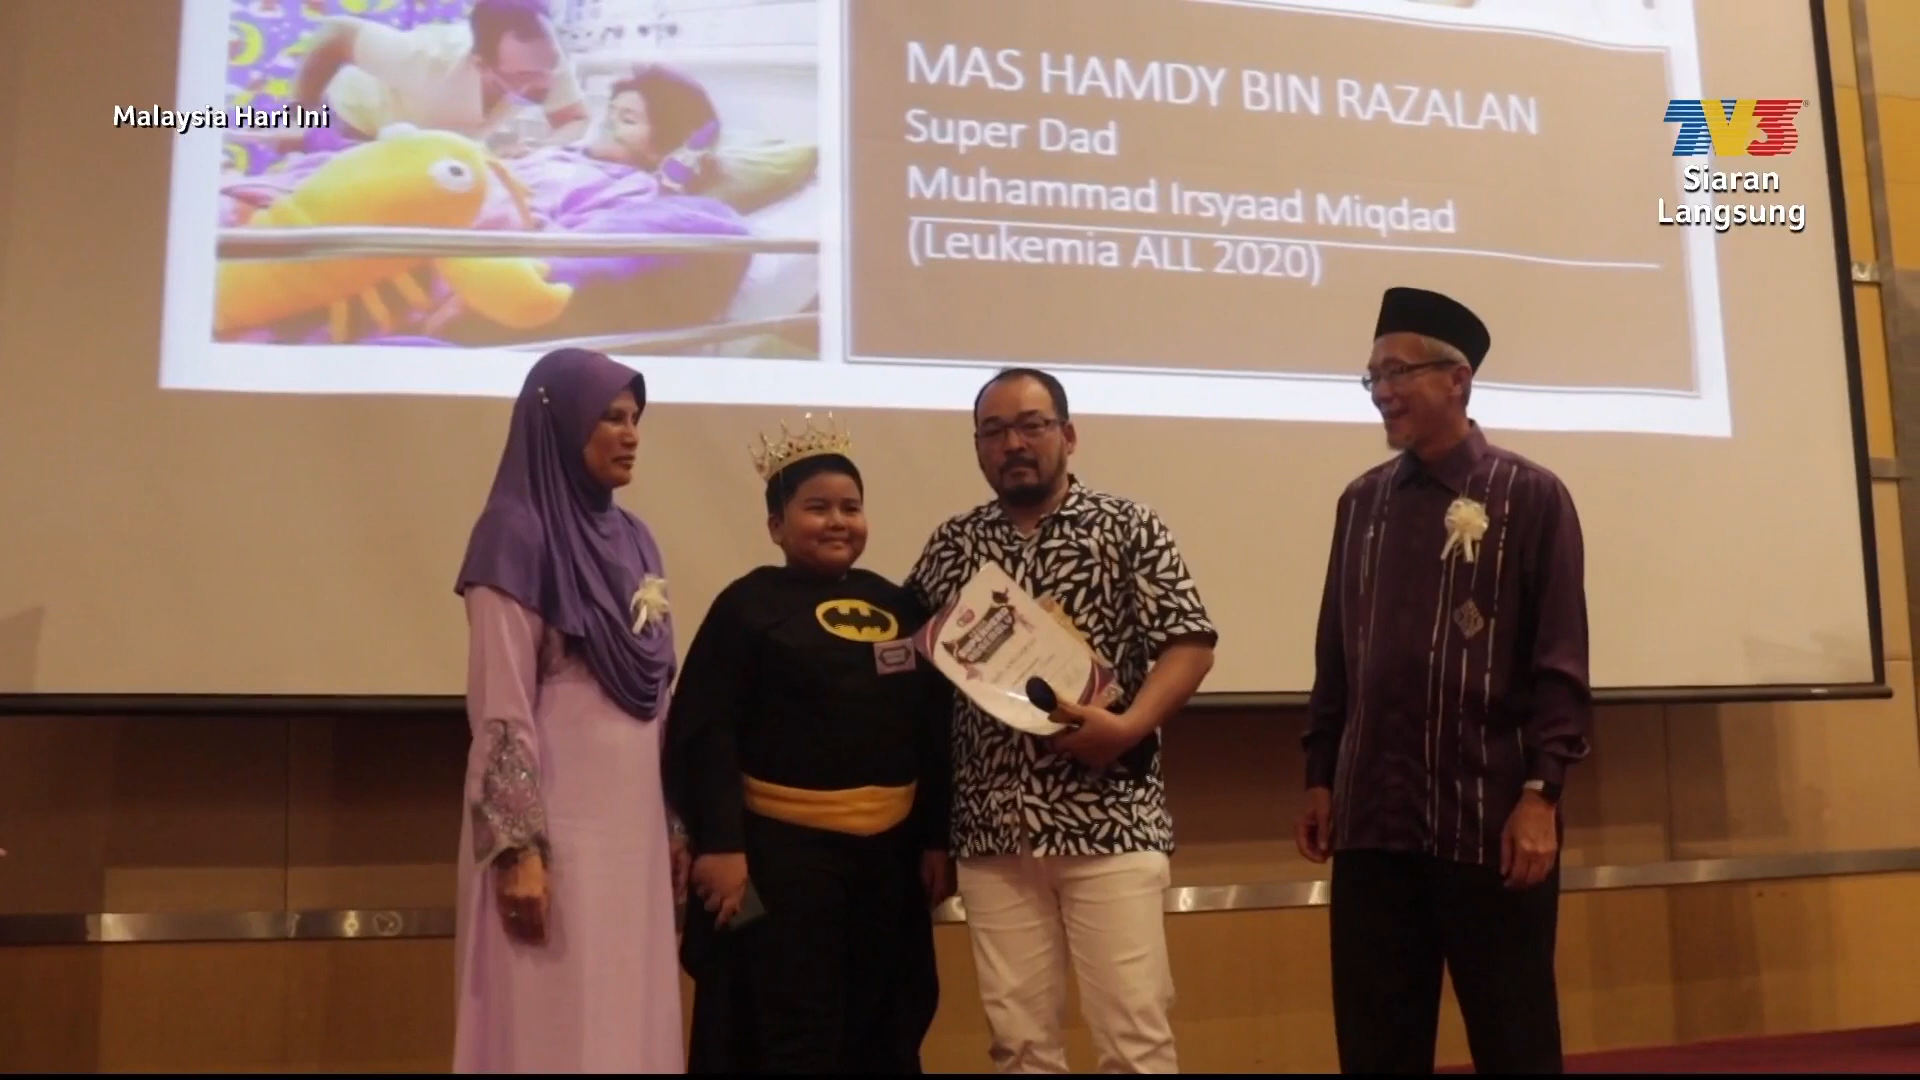 Malaysia Hari Ini
TV3
Siaran
Langsung
MAS HAMDY BIN RAZALAN
Super Dad
Muhammad Irsyaad Miqdad
(Leukemia ALL 2020)